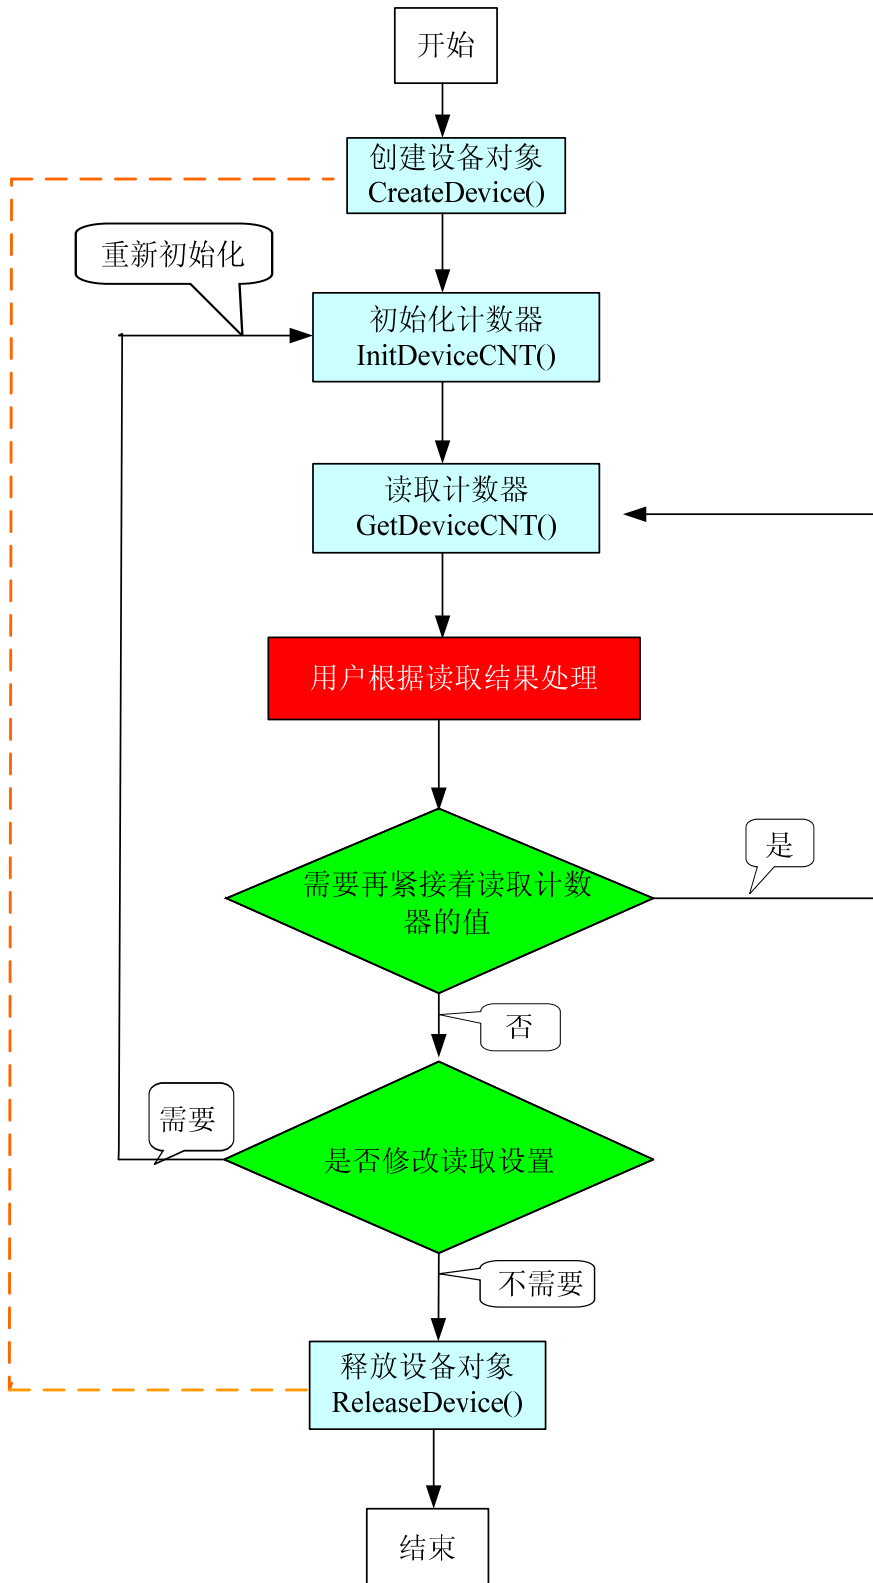 开始
创建设备对象
CreateDevice()
重新初始化
初始化计数器
InitDeviceCNT()
读取计数器
GetDeviceCNT()
用户根据读取结果处理
是
需要再紧接着读取计数
器的值
否
需要
是否修改读取设置
不需要
释放设备对象
ReleaseDevice()
结束